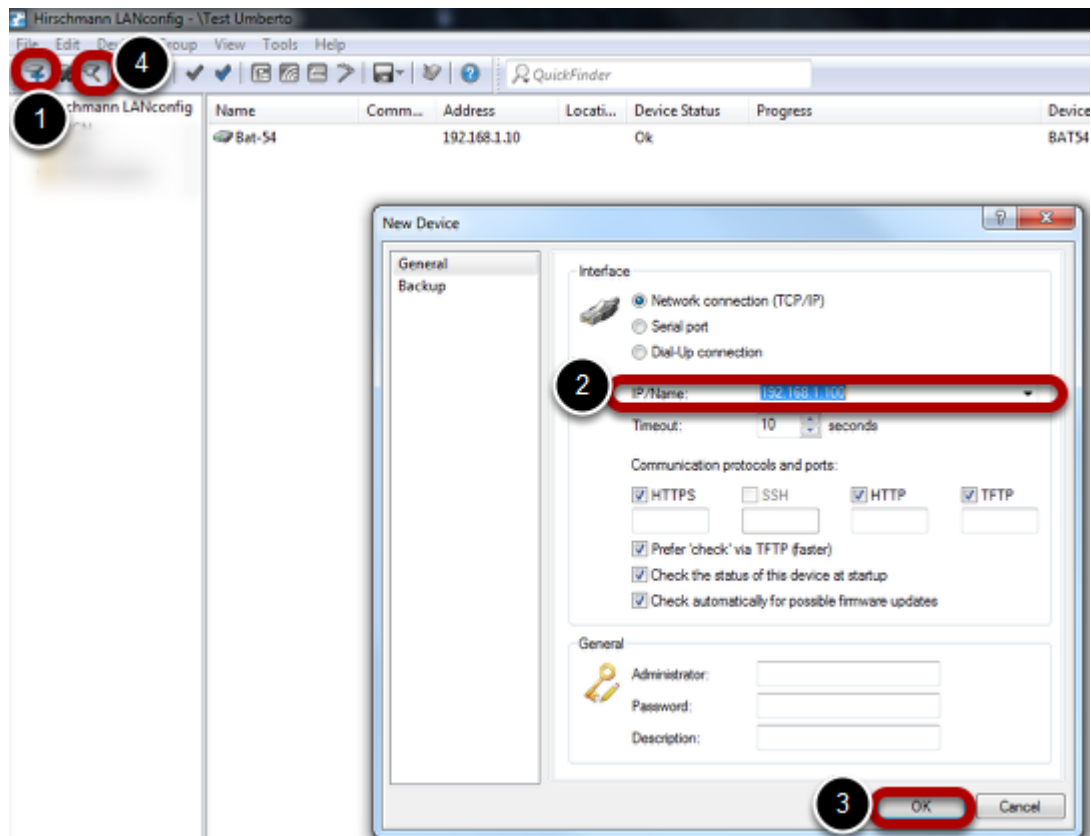 Hirschmann LANconfig - \Test Umberto
File Edit Group View Tools Help
4
QuickFinder
1
hmann LANconfig
Name Comm... Address Locati... Device Status Progress Device
Bat-54 192.168.1.10 Ok BAT54
New Device
General
Backup
Interface
Network connection (TCP/IP)
Serial port
Dial-Up connection
2
IP/Name: 192.168.1.100
Timeout: 10 seconds
Communication protocols and ports:
HTTPS SSH HTTP TFTP
Prefer 'check' via TFTP (faster)
Check the status of this device at startup
Check automatically for possible firmware updates
General
Administrator:
Password:
Description:
3
OK Cancel